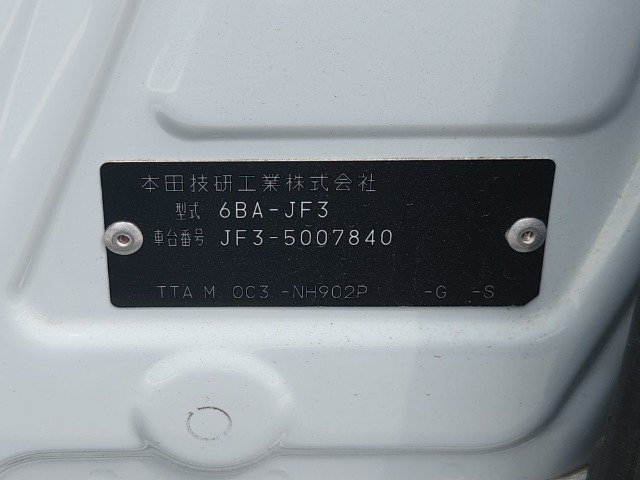 本田技研工業株式会社
型式 6BA-JF3
車台番号 JF3-5007840
TTA M 0C3 -NH902P -G -S